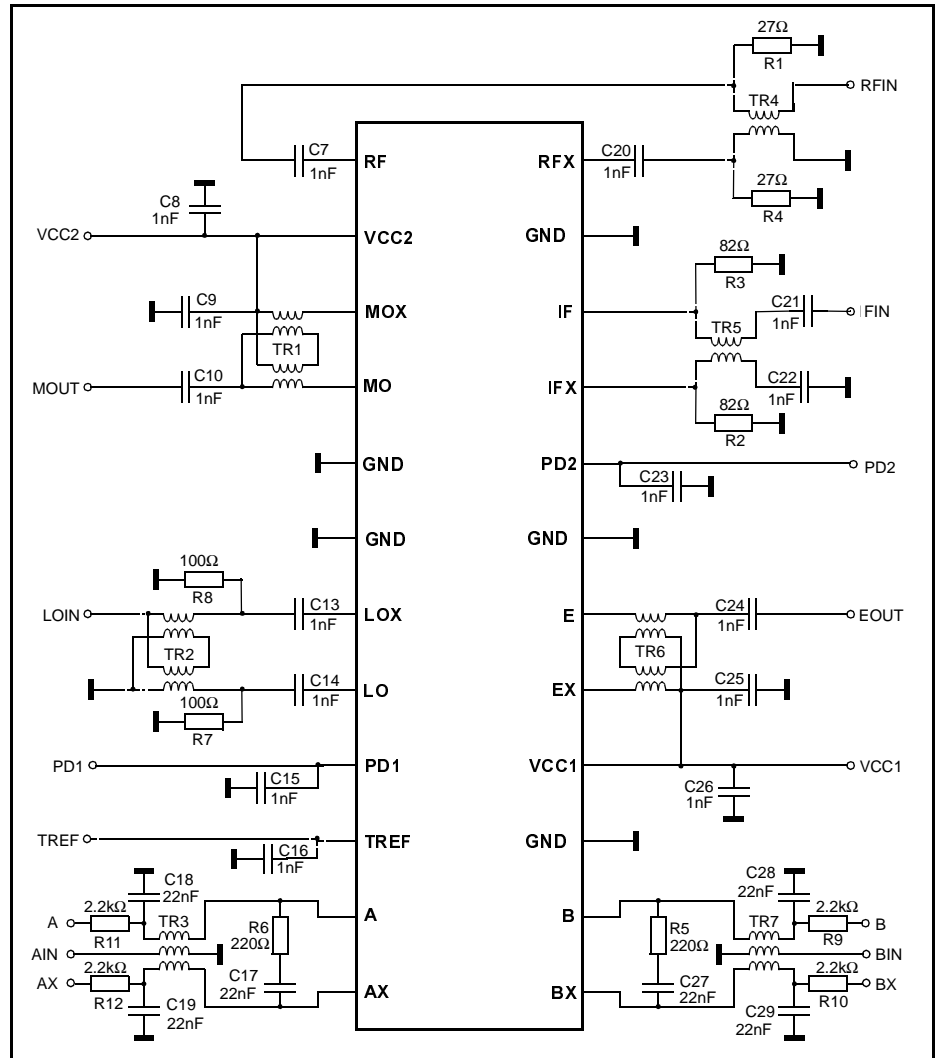 27Ω
R1
RFIN
TR4
C7
1nF
RF
RFX
C20
1nF
27Ω
R4
C8
1nF
VCC2
VCC2
GND
82Ω
R3
C9
1nF
MOX
IF
C21
1nF
IFIN
TR1
TR5
MOUT
C10
1nF
MO
IFX
C22
1nF
82Ω
R2
GND
PD2
C23
1nF
PD2
GND
GND
100Ω
R8
LOIN
C13
1nF
LOX
E
C24
1nF
EOUT
TR2
TR6
C14
1nF
LO
EX
C25
1nF
100Ω
R7
PD1
C15
1nF
PD1
VCC1
C26
1nF
VCC1
TREF
C16
1nF
TREF
GND
C18
22nF
C28
22nF
A
2.2kΩ
R11
TR3
R6
220Ω
A
B
R5
220Ω
TR7
2.2kΩ
R9
B
AIN
BIN
AX
2.2kΩ
R12
C17
22nF
AX
BX
C27
22nF
2.2kΩ
R10
BX
C19
22nF
C29
22nF